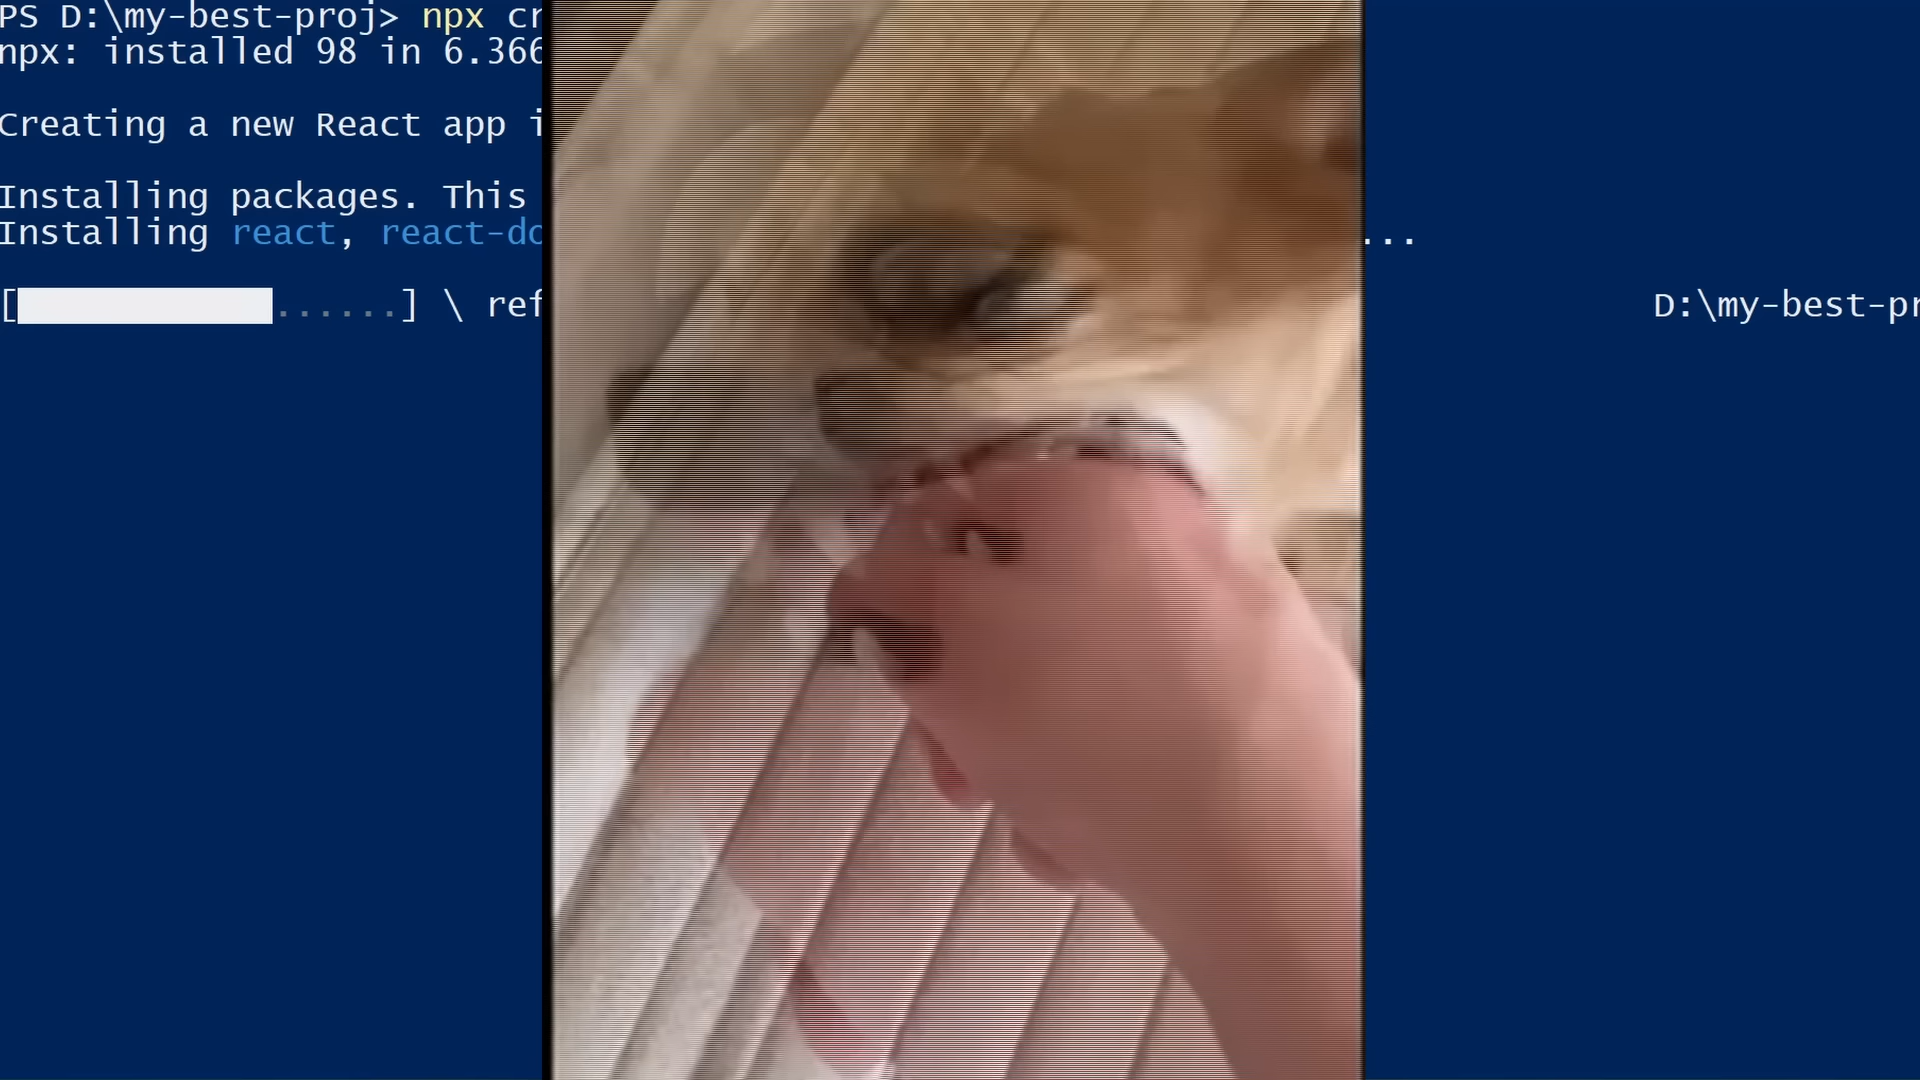 PS D:\my-best-proj> npx cr
npx: installed 98 in 6.366
Creating a new React app i
Installing packages. This
Installing react, react-do ...
[ ......] \ ref D:\my-best-pr